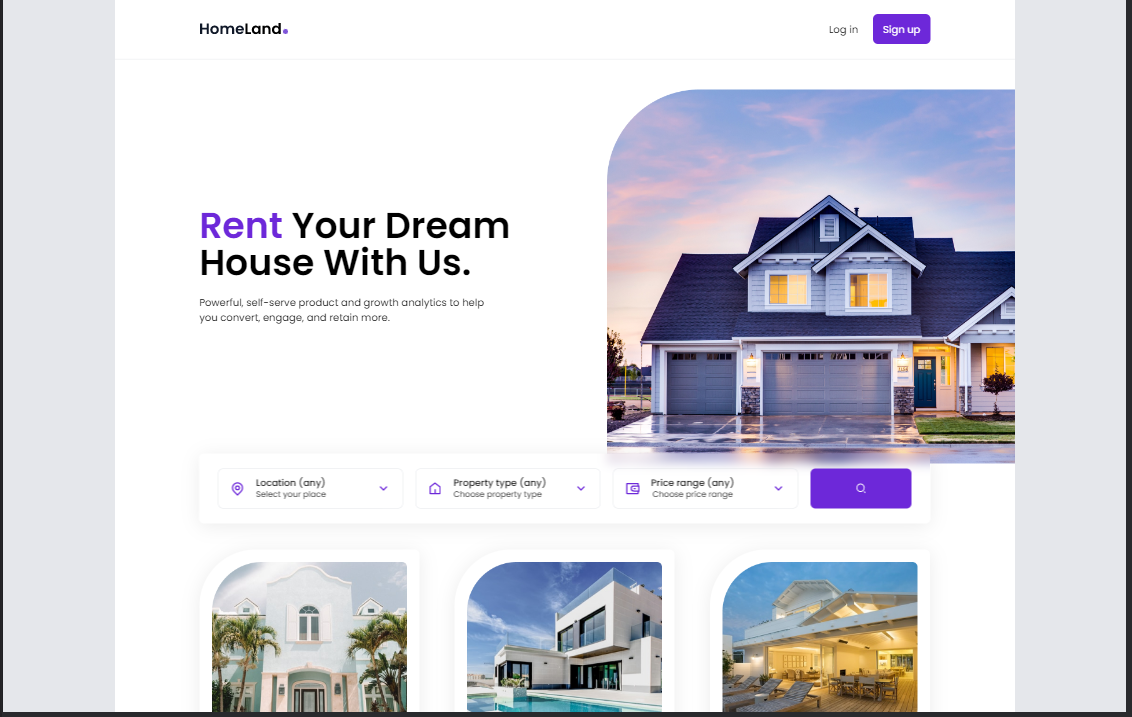 HomeLand
Log in
Sign up
Rent Your Dream
House With Us.
Powerful, self-serve product and growth analytics to help
you convert, engage, and retain more.
Location (any)
Select your place
Property type (any)
Choose property type
Price range (any)
Choose price range